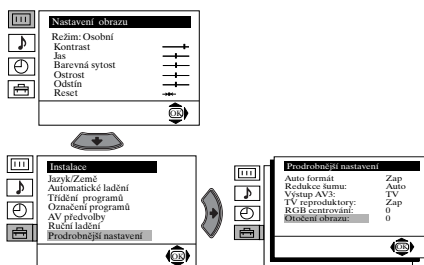 Nastavení obrazu
Režim: Osobní
Kontrast
Jas
Barevná sytost
Ostrost
Odstín
Reset
OK
Instalace
Jazyk/Země
Automatické ladění
Třídění programů
Označení programů
AV předvolby
Ruční ladění
Prodrobnější nastavení
OK
Prodrobnější nastavení
Auto formát Zap
Redukce šumu: Auto
Výstup AV3: TV
TV reproduktory: Zap
RGB centrování: 0
Otočení obrazu: 0
OK